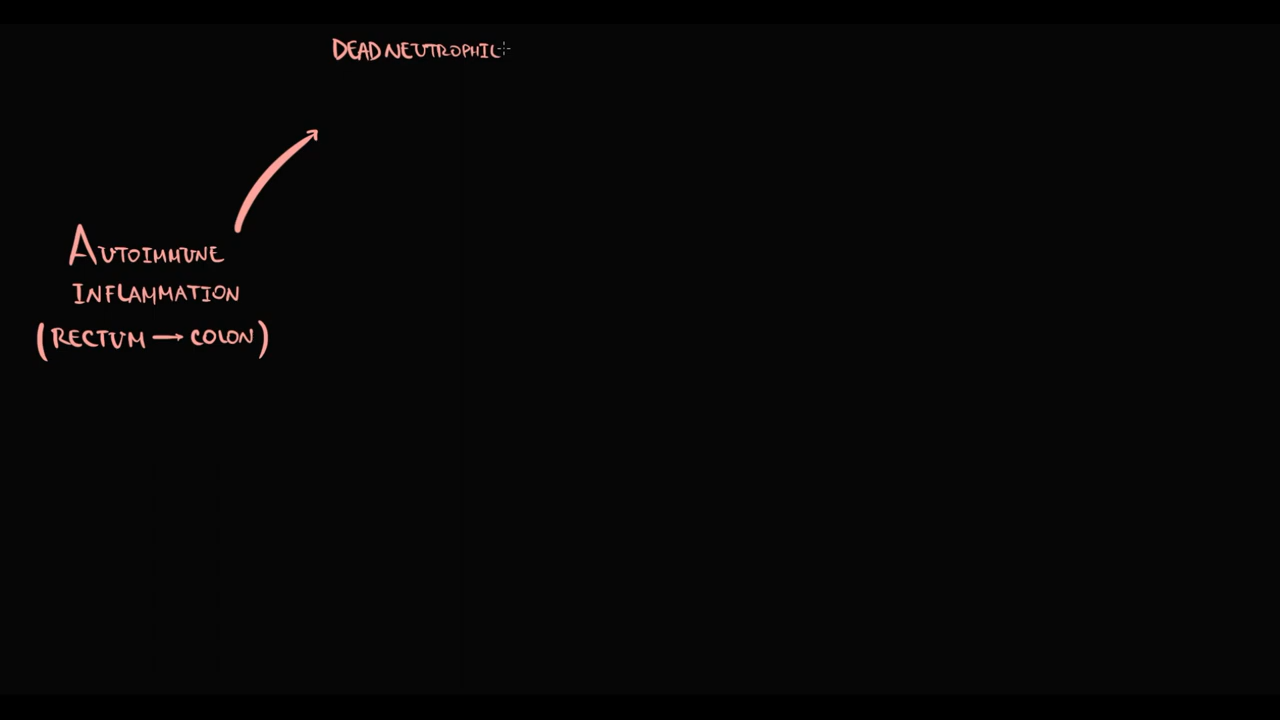 DEAD NEUTROPHIL
AUTOIMMUNE
INFLAMMATION
(RECTUM → COLON)